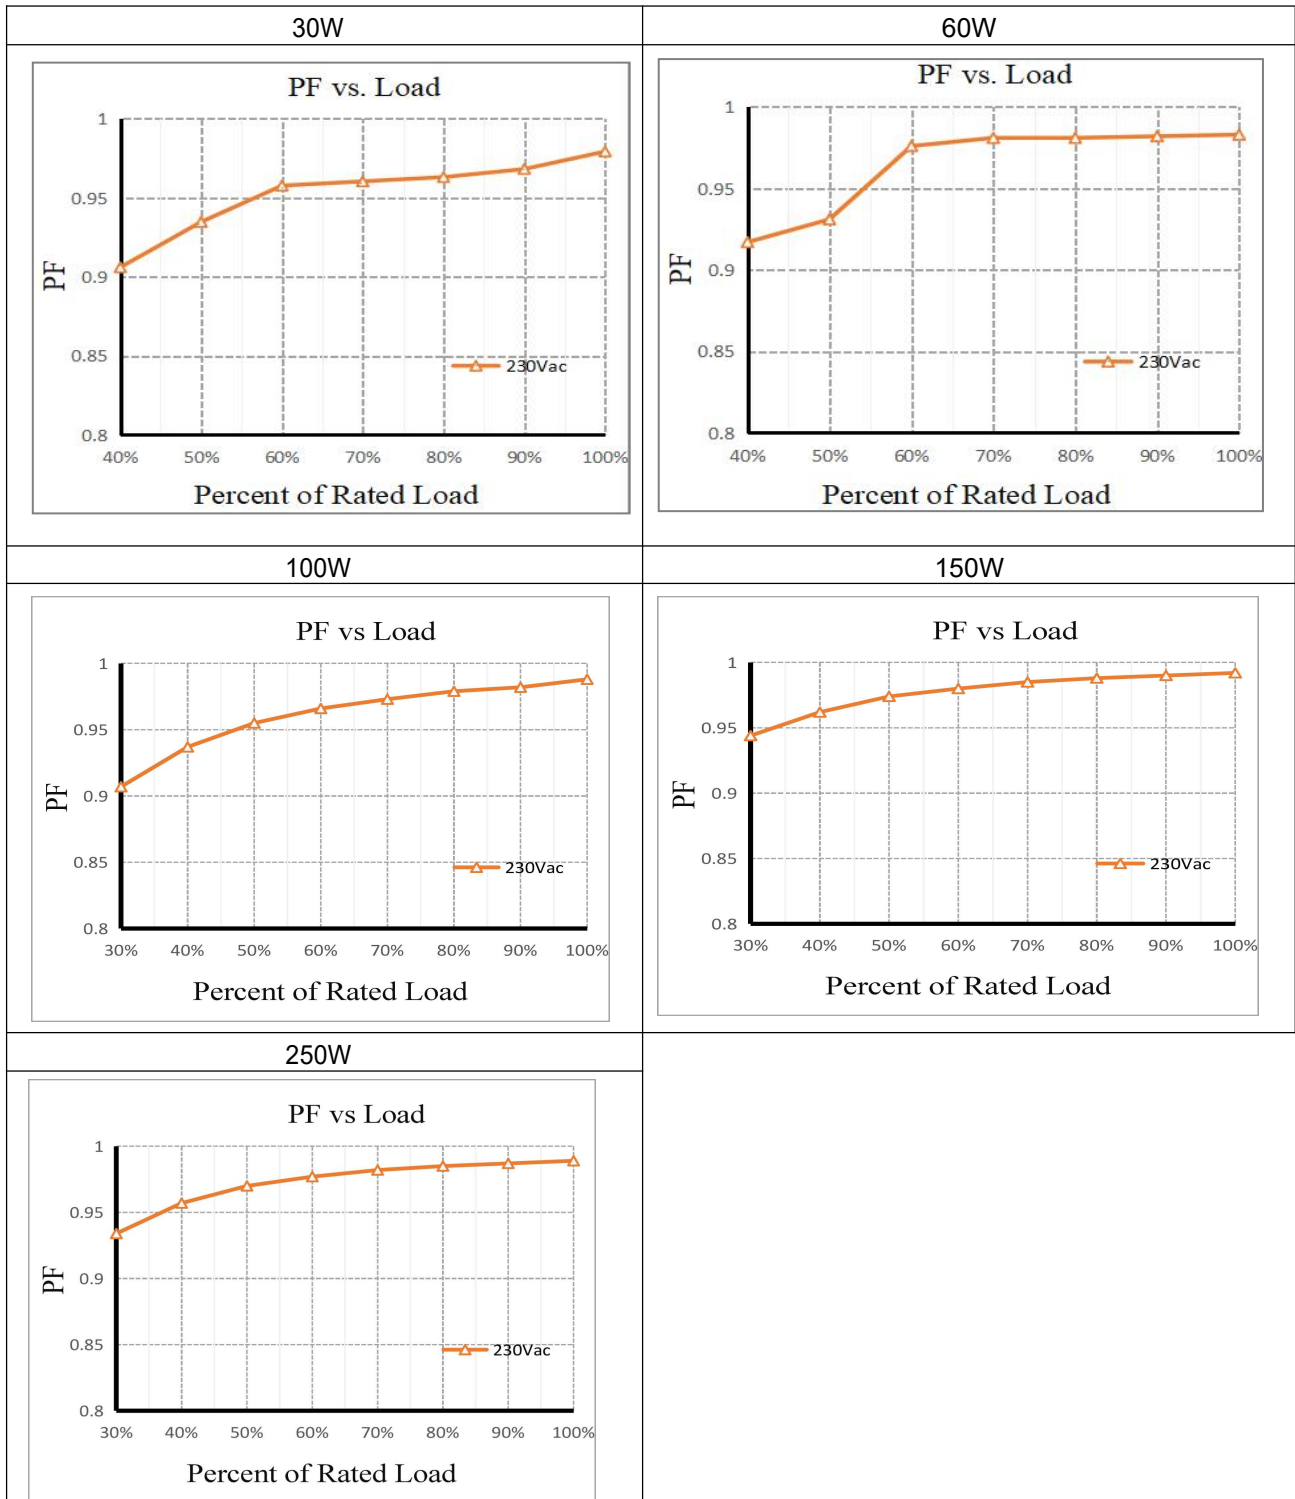 30W
60W
PF vs. Load
1
0.95
0.9
0.85
0.8
PF
230Vac
40% 50% 60% 70% 80% 90% 100%
Percent of Rated Load
PF vs. Load
1
0.95
0.9
0.85
0.8
PF
230Vac
40% 50% 60% 70% 80% 90% 100%
Percent of Rated Load
100W
150W
PF vs Load
1
0.95
0.9
0.85
0.8
PF
230Vac
30% 40% 50% 60% 70% 80% 90% 100%
Percent of Rated Load
PF vs Load
1
0.95
0.9
0.85
0.8
PF
230Vac
30% 40% 50% 60% 70% 80% 90% 100%
Percent of Rated Load
250W
PF vs Load
1
0.95
0.9
0.85
0.8
PF
230Vac
30% 40% 50% 60% 70% 80% 90% 100%
Percent of Rated Load